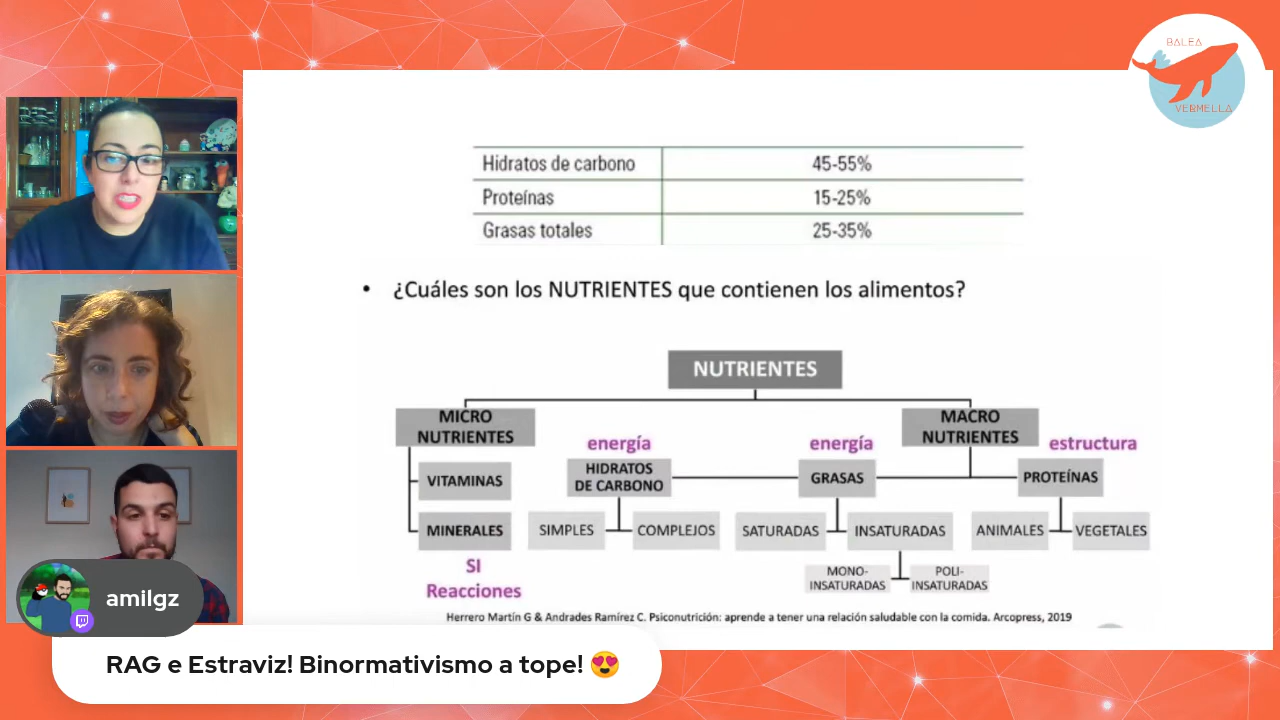 BALEA
VERMELLA
Hidratos de carbono 45-55%
Proteínas 15-25%
Grasas totales 25-35%
• ¿Cuáles son los NUTRIENTES que contienen los alimentos?
NUTRIENTES
MICRO
NUTRIENTES
MACRO
NUTRIENTES
energía
energía
estructura
HIDRATOS
DE CARBONO
GRASAS
PROTEÍNAS
VITAMINAS
MINERALES
SIMPLES
COMPLEJOS
SATURADAS
INSATURADAS
ANIMALES
VEGETALES
MONO-
INSATURADAS
POLI-
INSATURADAS
SI
Reacciones
Herrero Martín G & Andrades Ramírez C. Psiconutrición: aprende a tener una relación saludable con la comida. Arcopress, 2019
amilgz
RAG e Estraviz! Binormativismo a tope! 😍